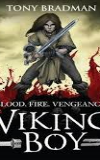 TONY BRADMAN
BLOOD. FIRE. VENGEANCE.
VIKING
BOY